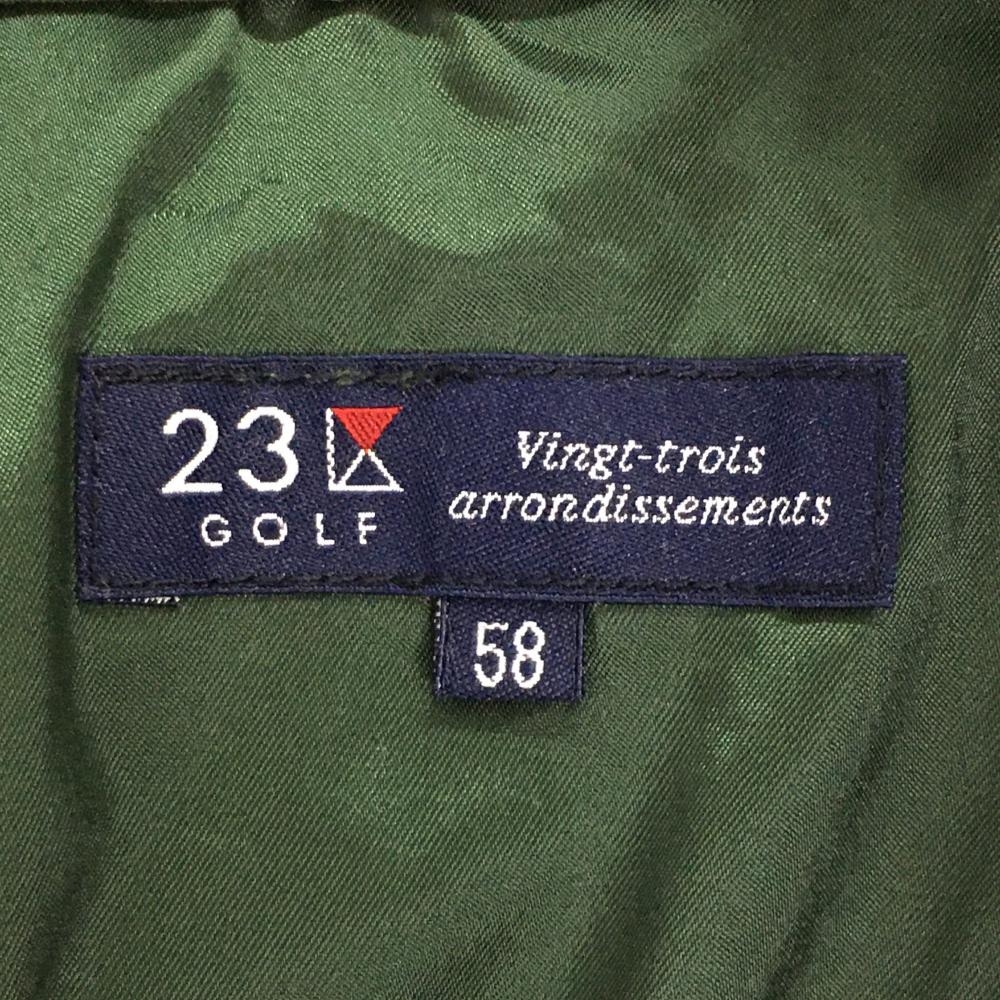 23
GOLF
Vingt-trois
arrondissements
58